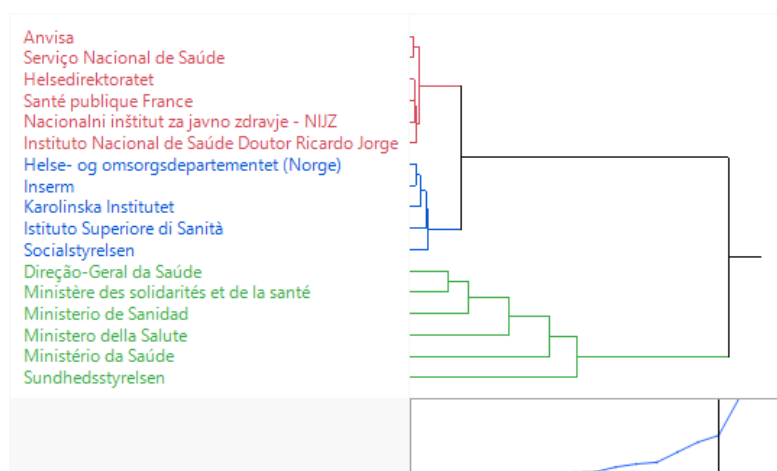 Anvisa
Serviço Nacional de Saúde
Helsedirektoratet
Santé publique France
Nacionalni inštitut za javno zdravje - NIJZ
Instituto Nacional de Saúde Doutor Ricardo Jorge
Helse- og omsorgsdepartementet (Norge)
Inserm
Karolinska Institutet
Istituto Superiore di Sanità
Socialstyrelsen
Direção-Geral da Saúde
Ministère des solidarités et de la santé
Ministerio de Sanidad
Ministero della Salute
Ministério da Saúde
Sundhedsstyrelsen